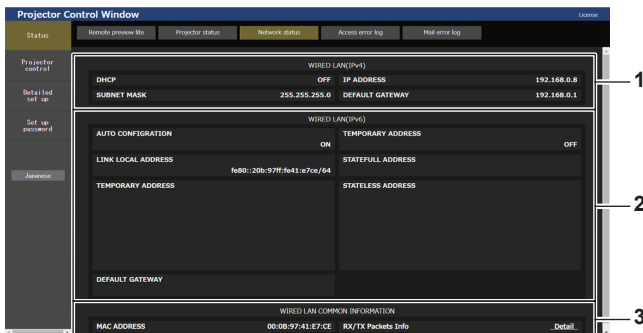 Projector Control Window
License
Status
Remote preview lite
Projector status
Network status
Access error log
Mail error log
Projector
control
Detailed
set up
Set up
password
Japanese
WIRED LAN(IPv4)
DHCP OFF IP ADDRESS 192.168.0.8
SUBNET MASK 255.255.255.0 DEFAULT GATEWAY 192.168.0.1
1
WIRED LAN(IPv6)
AUTO CONFIGRATION TEMPORARY ADDRESS
ON OFF
LINK LOCAL ADDRESS STATEFULL ADDRESS
fe80::20b:97ff:fe41:e7ce/64
TEMPORARY ADDRESS STATELESS ADDRESS
2
DEFAULT GATEWAY
WIRED LAN COMMON INFORMATION
3
MAC ADDRESS 00:0B:97:41:E7:CE RX/TX Packets Info Detail